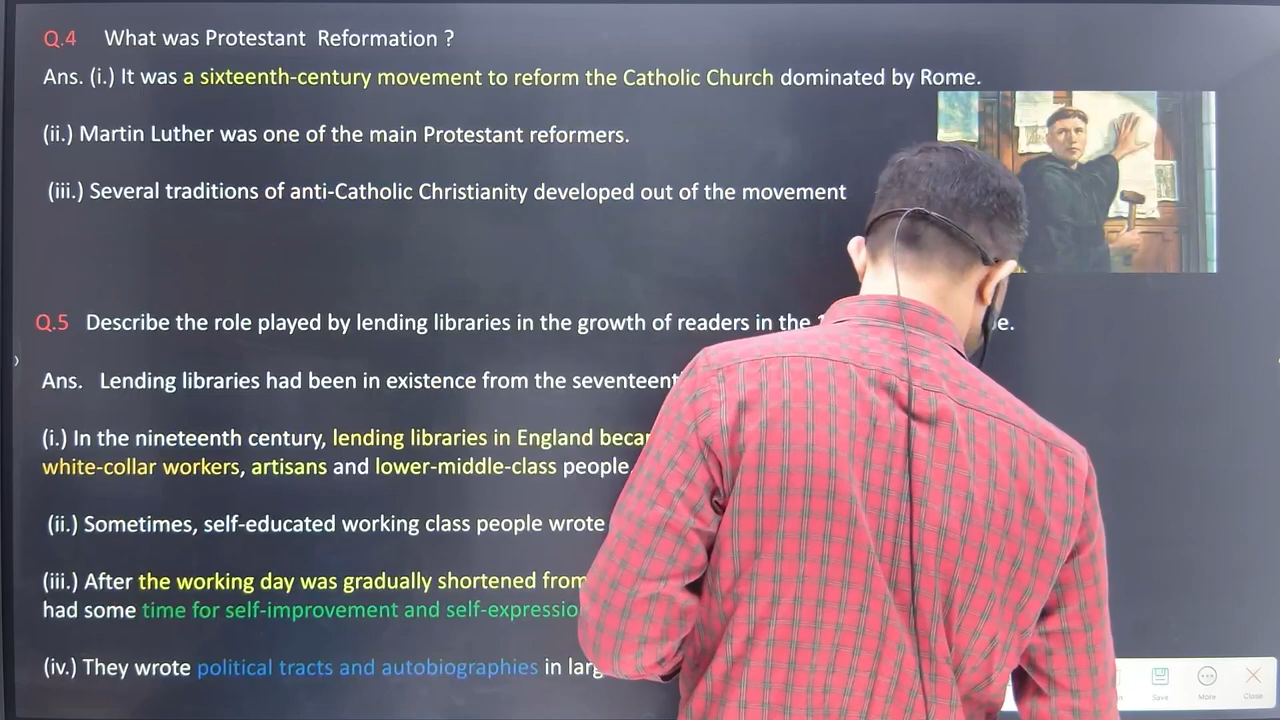 Q.4 What was Protestant Reformation ?
Ans. (i.) It was a sixteenth-century movement to reform the Catholic Church dominated by Rome.
(ii.) Martin Luther was one of the main Protestant reformers.
(iii.) Several traditions of anti-Catholic Christianity developed out of the movement
Q.5 Describe the role played by lending libraries in the growth of readers in the
Ans. Lending libraries had been in existence from the
(i.) In the nineteenth century, lending libraries in England
white-collar workers, artisans and lower-middle-class people
(ii.) Sometimes, self-educated working class people wrote
(iii.) After the working day was gradually shortened from
had some time for self-improvement and
(iv.) They wrote political tracts and autobiographies in
Save
More
Close